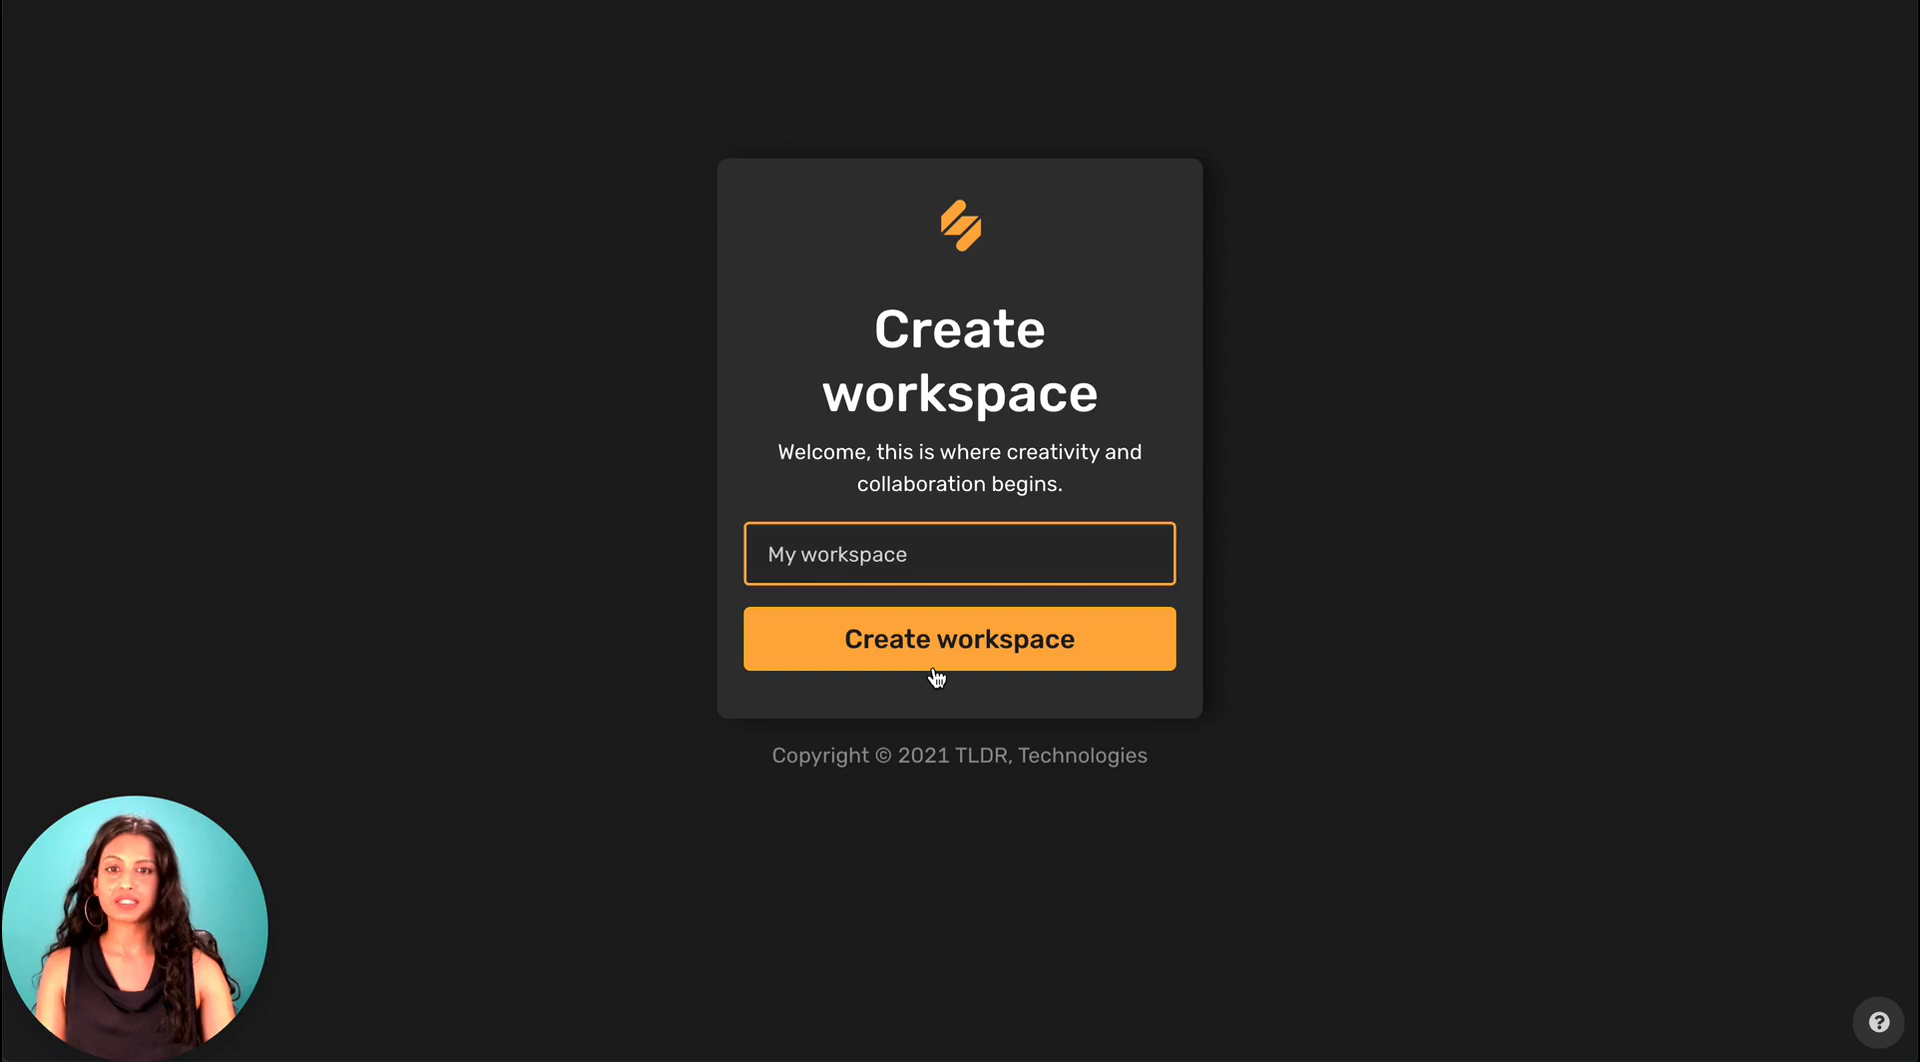 Create
workspace
Welcome, this is where creativity and
collaboration begins.
My workspace
Create workspace
Copyright © 2021 TLDR, Technologies
?